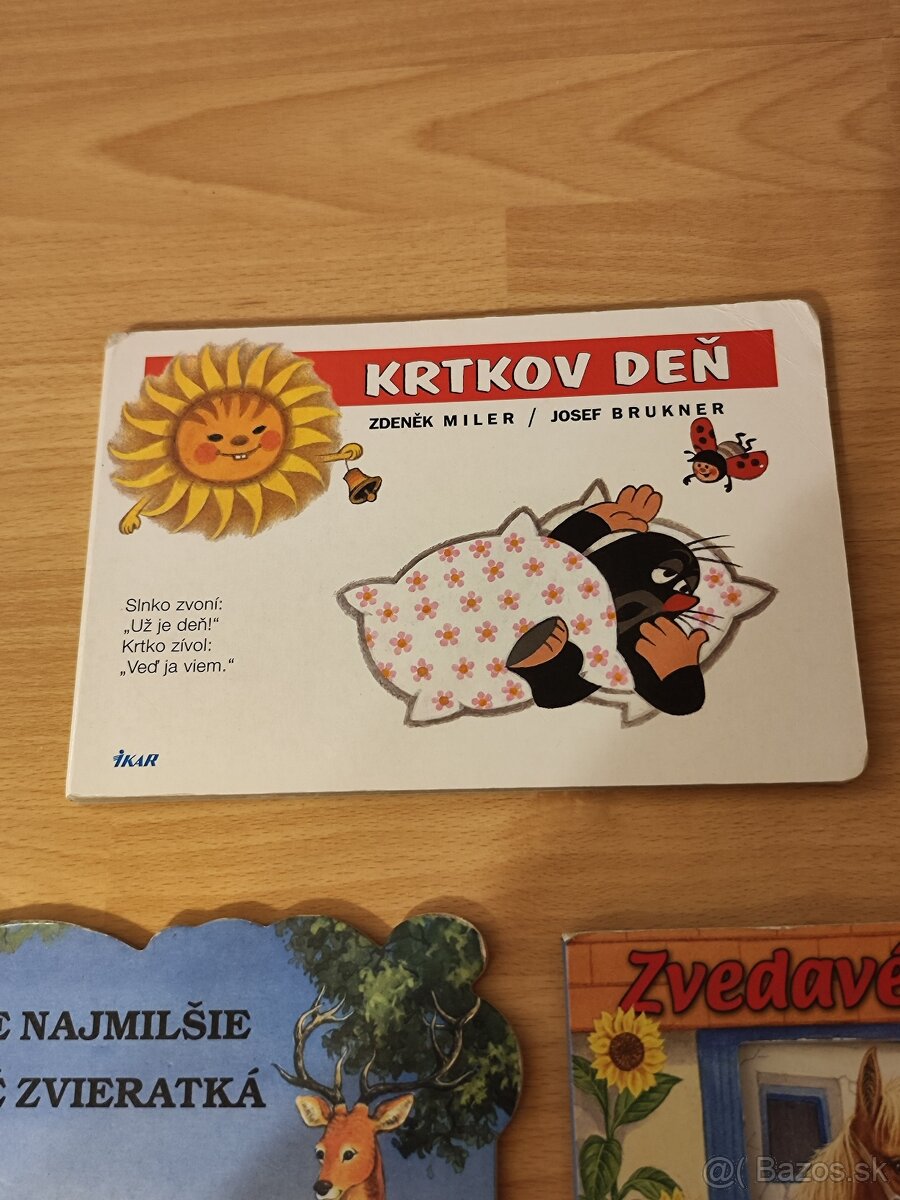 KRTKOV DEŇ
ZDENĚK MILER / JOSEF BRUKNER
Slnko zvoní:
„Už je deň!“
Krtko zívol:
„Veď ja viem.“
IKAR
E NAJMILŠIE
É ZVIERATKÁ
Zvedavé
@( Bazos.sk